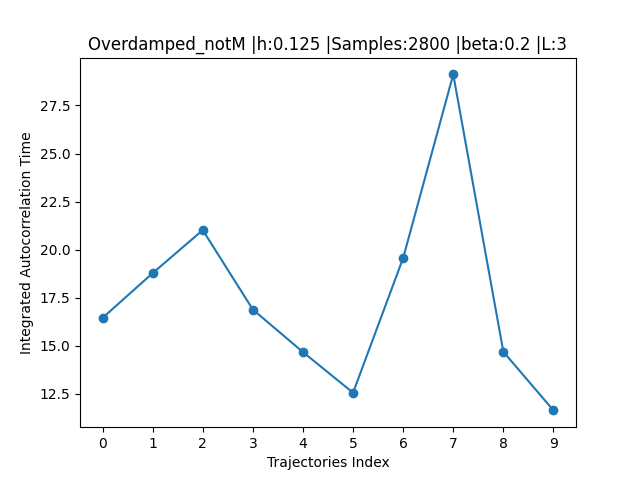 Overdamped_notM |h:0.125 |Samples:2800 |beta:0.2 |L:3
Integrated Autocorrelation Time
27.5
25.0
22.5
20.0
17.5
15.0
12.5
0 1 2 3 4 5 6 7 8 9
Trajectories Index